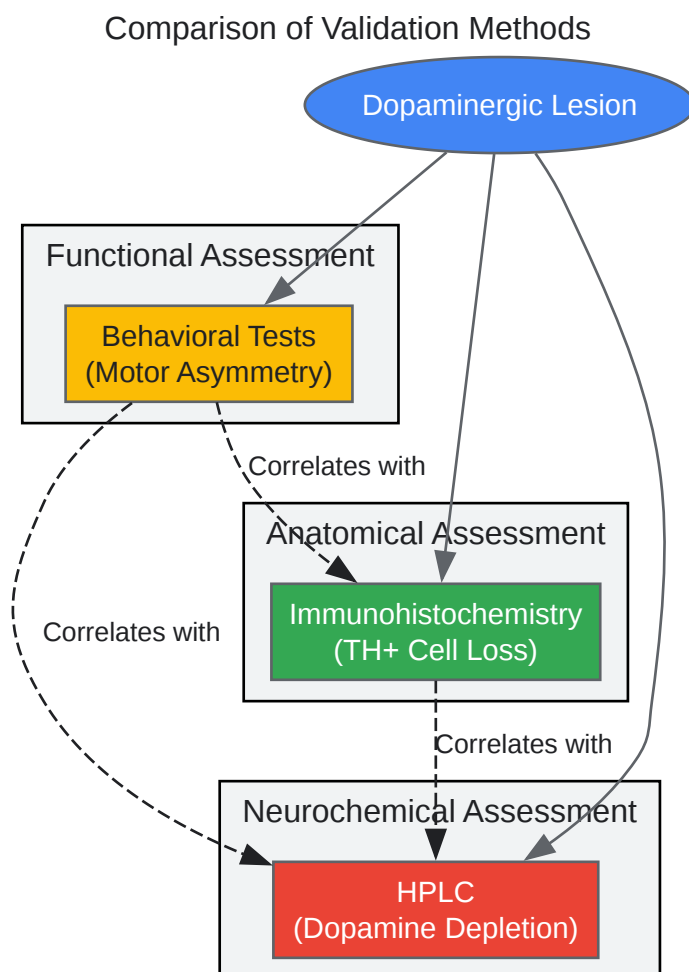 Comparison of Validation Methods
Dopaminergic Lesion
Functional Assessment
Behavioral Tests
(Motor Asymmetry)
Correlates with
Anatomical Assessment
Immunohistochemistry
(TH+ Cell Loss)
Correlates with
Correlates with
Neurochemical Assessment
HPLC
(Dopamine Depletion)